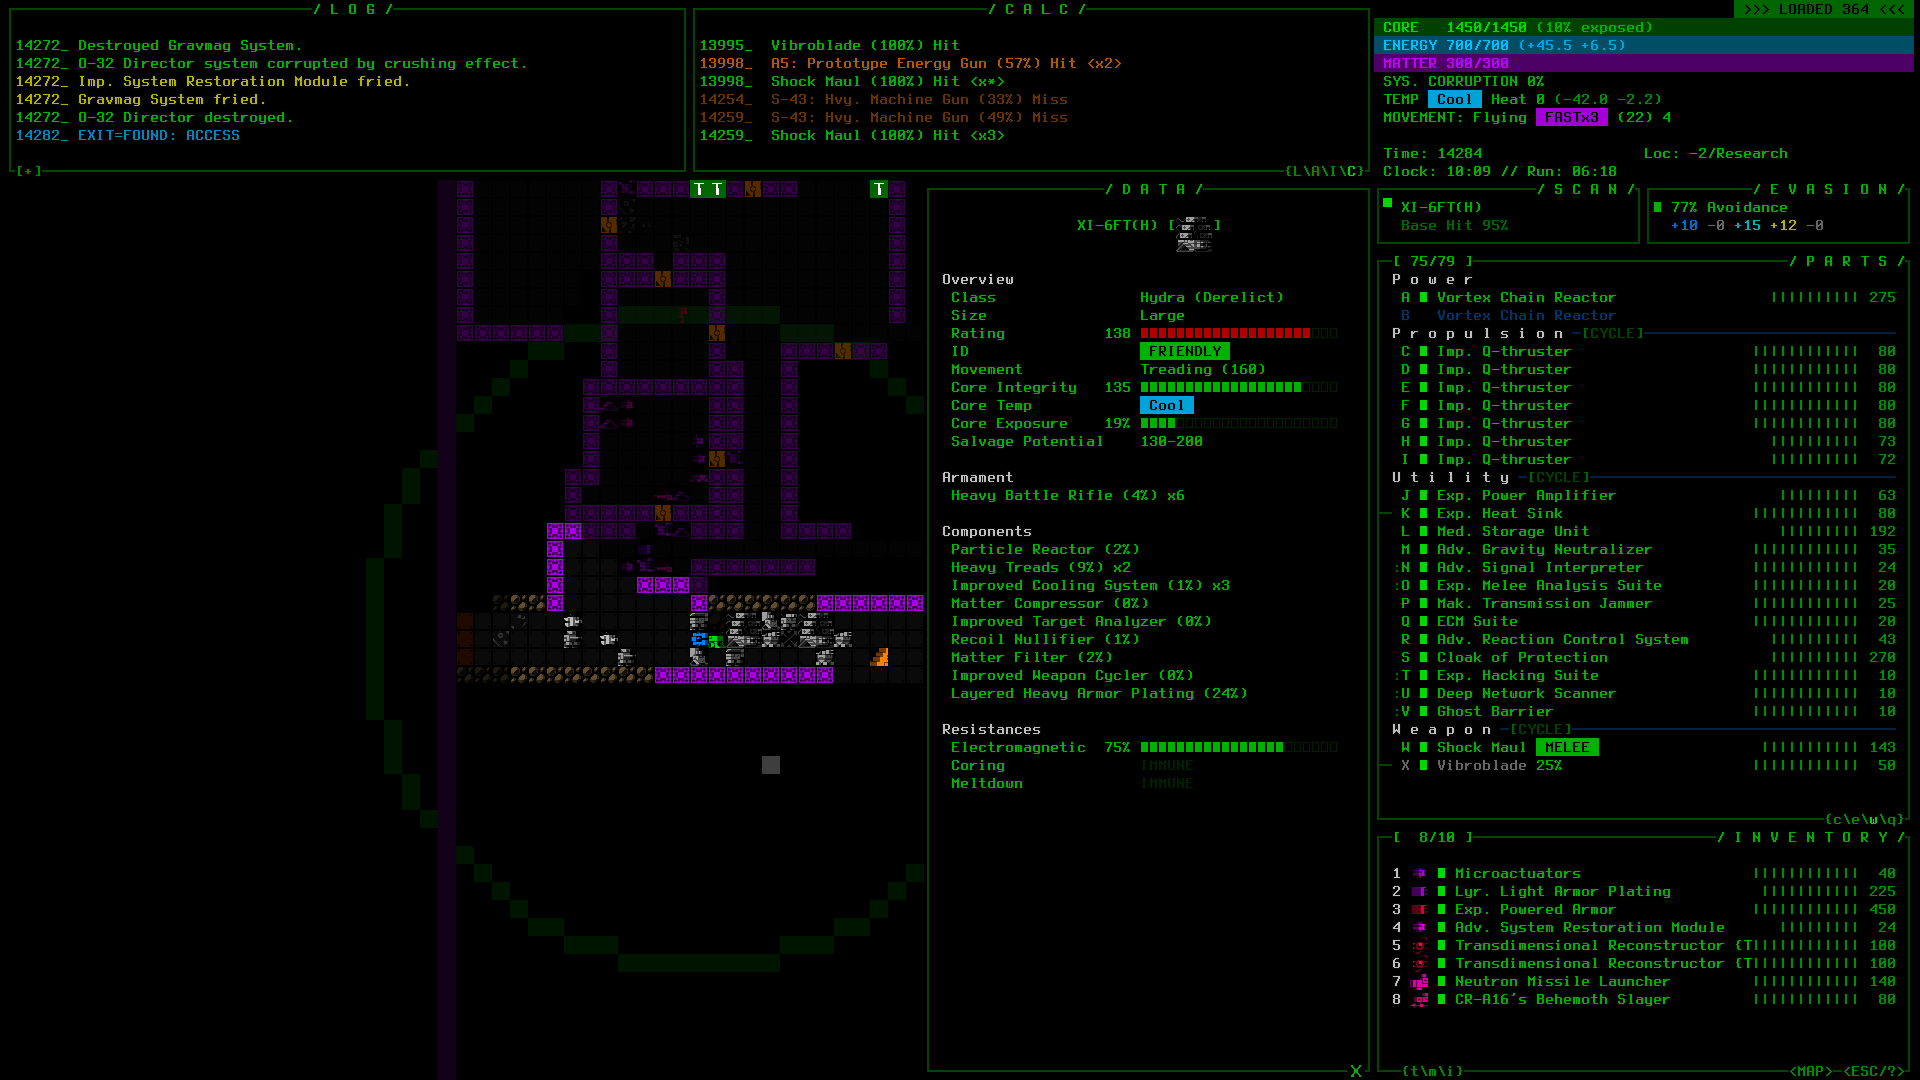 / L O G /
14272_ Destroyed Gravmag System.
14272_ O-32 Director system corrupted by crushing effect.
14272_ Imp. System Restoration Module fried.
14272_ Gravmag System fried.
14272_ O-32 Director destroyed.
14282_ EXIT=FOUND: ACCESS
[+]
/ C A L C /
13995_ Vibroblade (100%) Hit
13998_ A5: Prototype Energy Gun (57%) Hit <x2>
13998_ Shock Maul (100%) Hit <x*>
14254_ S-43: Hvy. Machine Gun (33%) Miss
14259_ S-43: Hvy. Machine Gun (49%) Miss
14259_ Shock Maul (100%) Hit <x3>
{L\A\I\C}
>>> LOADED 364 <<<
CORE 1450/1450 (10% exposed)
ENERGY 700/700 (+45.5 +6.5)
MATTER 300/300
SYS. CORRUPTION 0%
TEMP Cool Heat 0 (-42.0 -2.2)
MOVEMENT: Flying FASTx3 (22) 4
Time: 14284 Loc: -2/Research
Clock: 10:09 // Run: 06:18
/ S C A N /
XI-6FT(H)
Base Hit 95%
/ E V A S I O N /
77% Avoidance
+10 -0 +15 +12 -0
T T T
/ D A T A /
XI-6FT(H) [ ]
Overview
Class Hydra (Derelict)
Size Large
Rating 138
ID FRIENDLY
Movement Treading (160)
Core Integrity 135
Core Temp Cool
Core Exposure 19%
Salvage Potential 130-200
Armament
Heavy Battle Rifle (4%) x6
Components
Particle Reactor (2%)
Heavy Treads (9%) x2
Improved Cooling System (1%) x3
Matter Compressor (0%)
Improved Target Analyzer (0%)
Recoil Nullifier (1%)
Matter Filter (2%)
Improved Weapon Cycler (0%)
Layered Heavy Armor Plating (24%)
Resistances
Electromagnetic 75%
Coring IMMUNE
Meltdown IMMUNE
X
[ 75/79 ] / P A R T S /
P o w e r
A Vortex Chain Reactor 275
B Vortex Chain Reactor
P r o p u l s i o n [CYCLE]
C Imp. Q-thruster 80
D Imp. Q-thruster 80
E Imp. Q-thruster 80
F Imp. Q-thruster 80
G Imp. Q-thruster 80
H Imp. Q-thruster 73
I Imp. Q-thruster 72
U t i l i t y [CYCLE]
J Exp. Power Amplifier 63
K Exp. Heat Sink 80
L Med. Storage Unit 192
M Adv. Gravity Neutralizer 35
:N Adv. Signal Interpreter 24
:O Exp. Melee Analysis Suite 20
P Mak. Transmission Jammer 25
Q ECM Suite 20
R Adv. Reaction Control System 43
S Cloak of Protection 270
:T Exp. Hacking Suite 10
:U Deep Network Scanner 10
:V Ghost Barrier 10
W e a p o n [CYCLE]
W Shock Maul MELEE 143
X Vibroblade 25% 50
{c\e\w\q}
[ 8/10 ] / I N V E N T O R Y /
1 Microactuators 40
2 Lyr. Light Armor Plating 225
3 Exp. Powered Armor 450
4 Adv. System Restoration Module 24
5 Transdimensional Reconstructor {T 100
6 Transdimensional Reconstructor {T 100
7 Neutron Missile Launcher 140
8 CR-A16's Behemoth Slayer 80
{t\m\i} <MAP> <ESC/?>